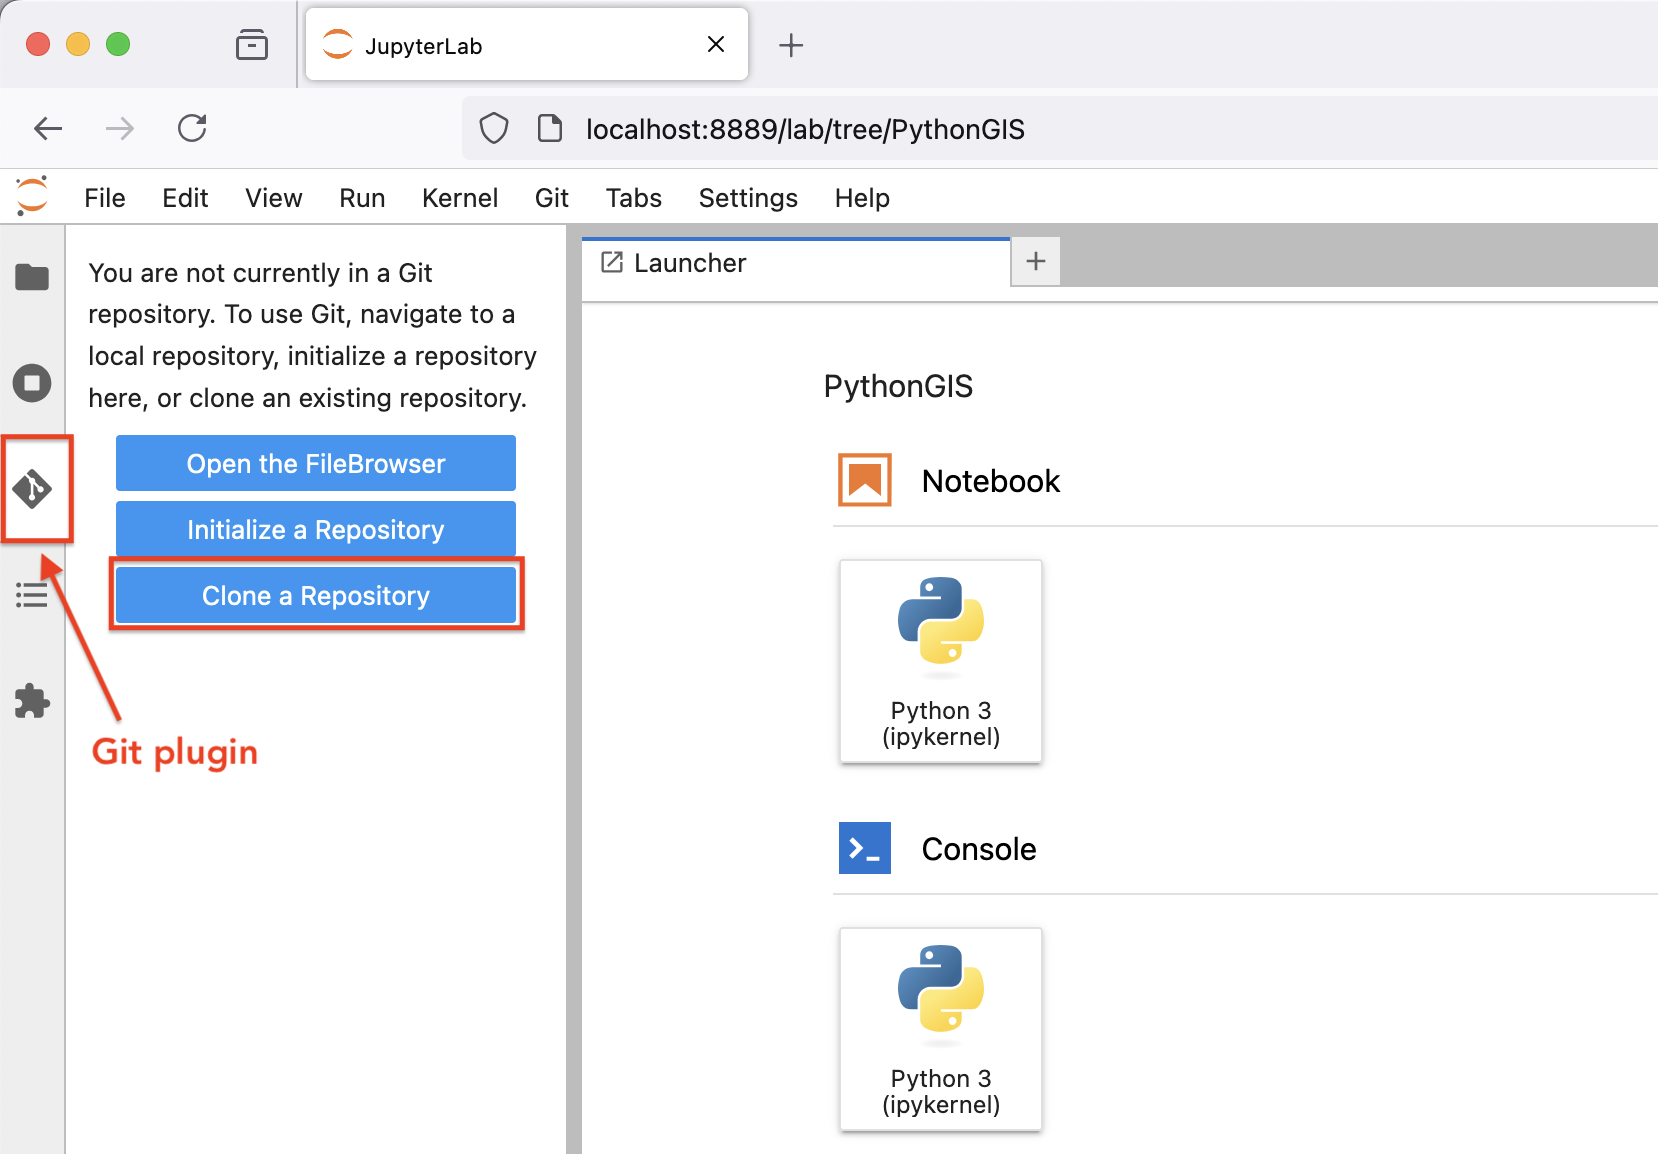 JupyterLab
localhost:8889/lab/tree/PythonGIS
File Edit View Run Kernel Git Tabs Settings Help
You are not currently in a Git
repository. To use Git, navigate to a
local repository, initialize a repository
here, or clone an existing repository.
Open the FileBrowser
Initialize a Repository
Clone a Repository
Git plugin
Launcher
PythonGIS
Notebook
Python 3
(ipykernel)
Console
Python 3
(ipykernel)